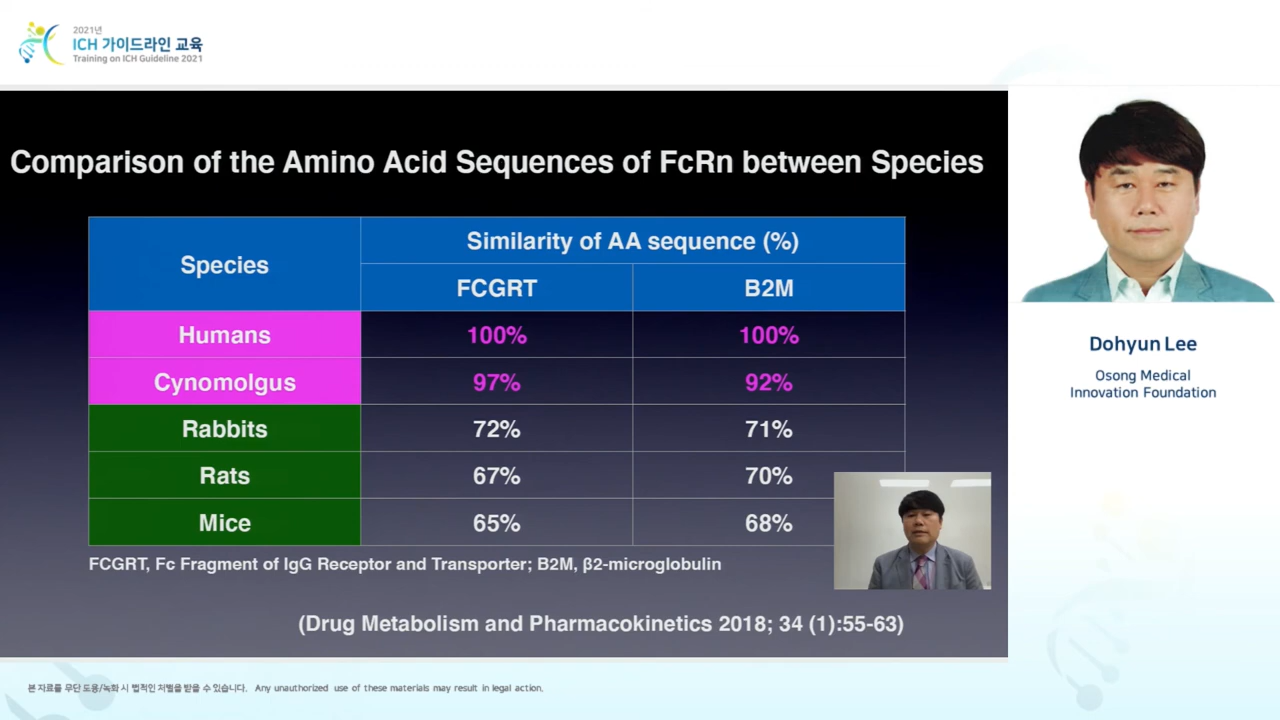 2021년
ICH 가이드라인 교육
Training on ICH Guideline 2021
Comparison of the Amino Acid Sequences of FcRn between Species
Species
Similarity of AA sequence (%)
FCGRT
B2M
Humans 100% 100%
Cynomolgus 97% 92%
Rabbits 72% 71%
Rats 67% 70%
Mice 65% 68%
FCGRT, Fc Fragment of IgG Receptor and Transporter; B2M, β2-microglobulin
(Drug Metabolism and Pharmacokinetics 2018; 34 (1):55-63)
Dohyun Lee
Osong Medical
Innovation Foundation
본 자료를 무단 도용/녹화 시 법적인 처벌을 받을 수 있습니다. Any unauthorized use of these materials may result in legal action.